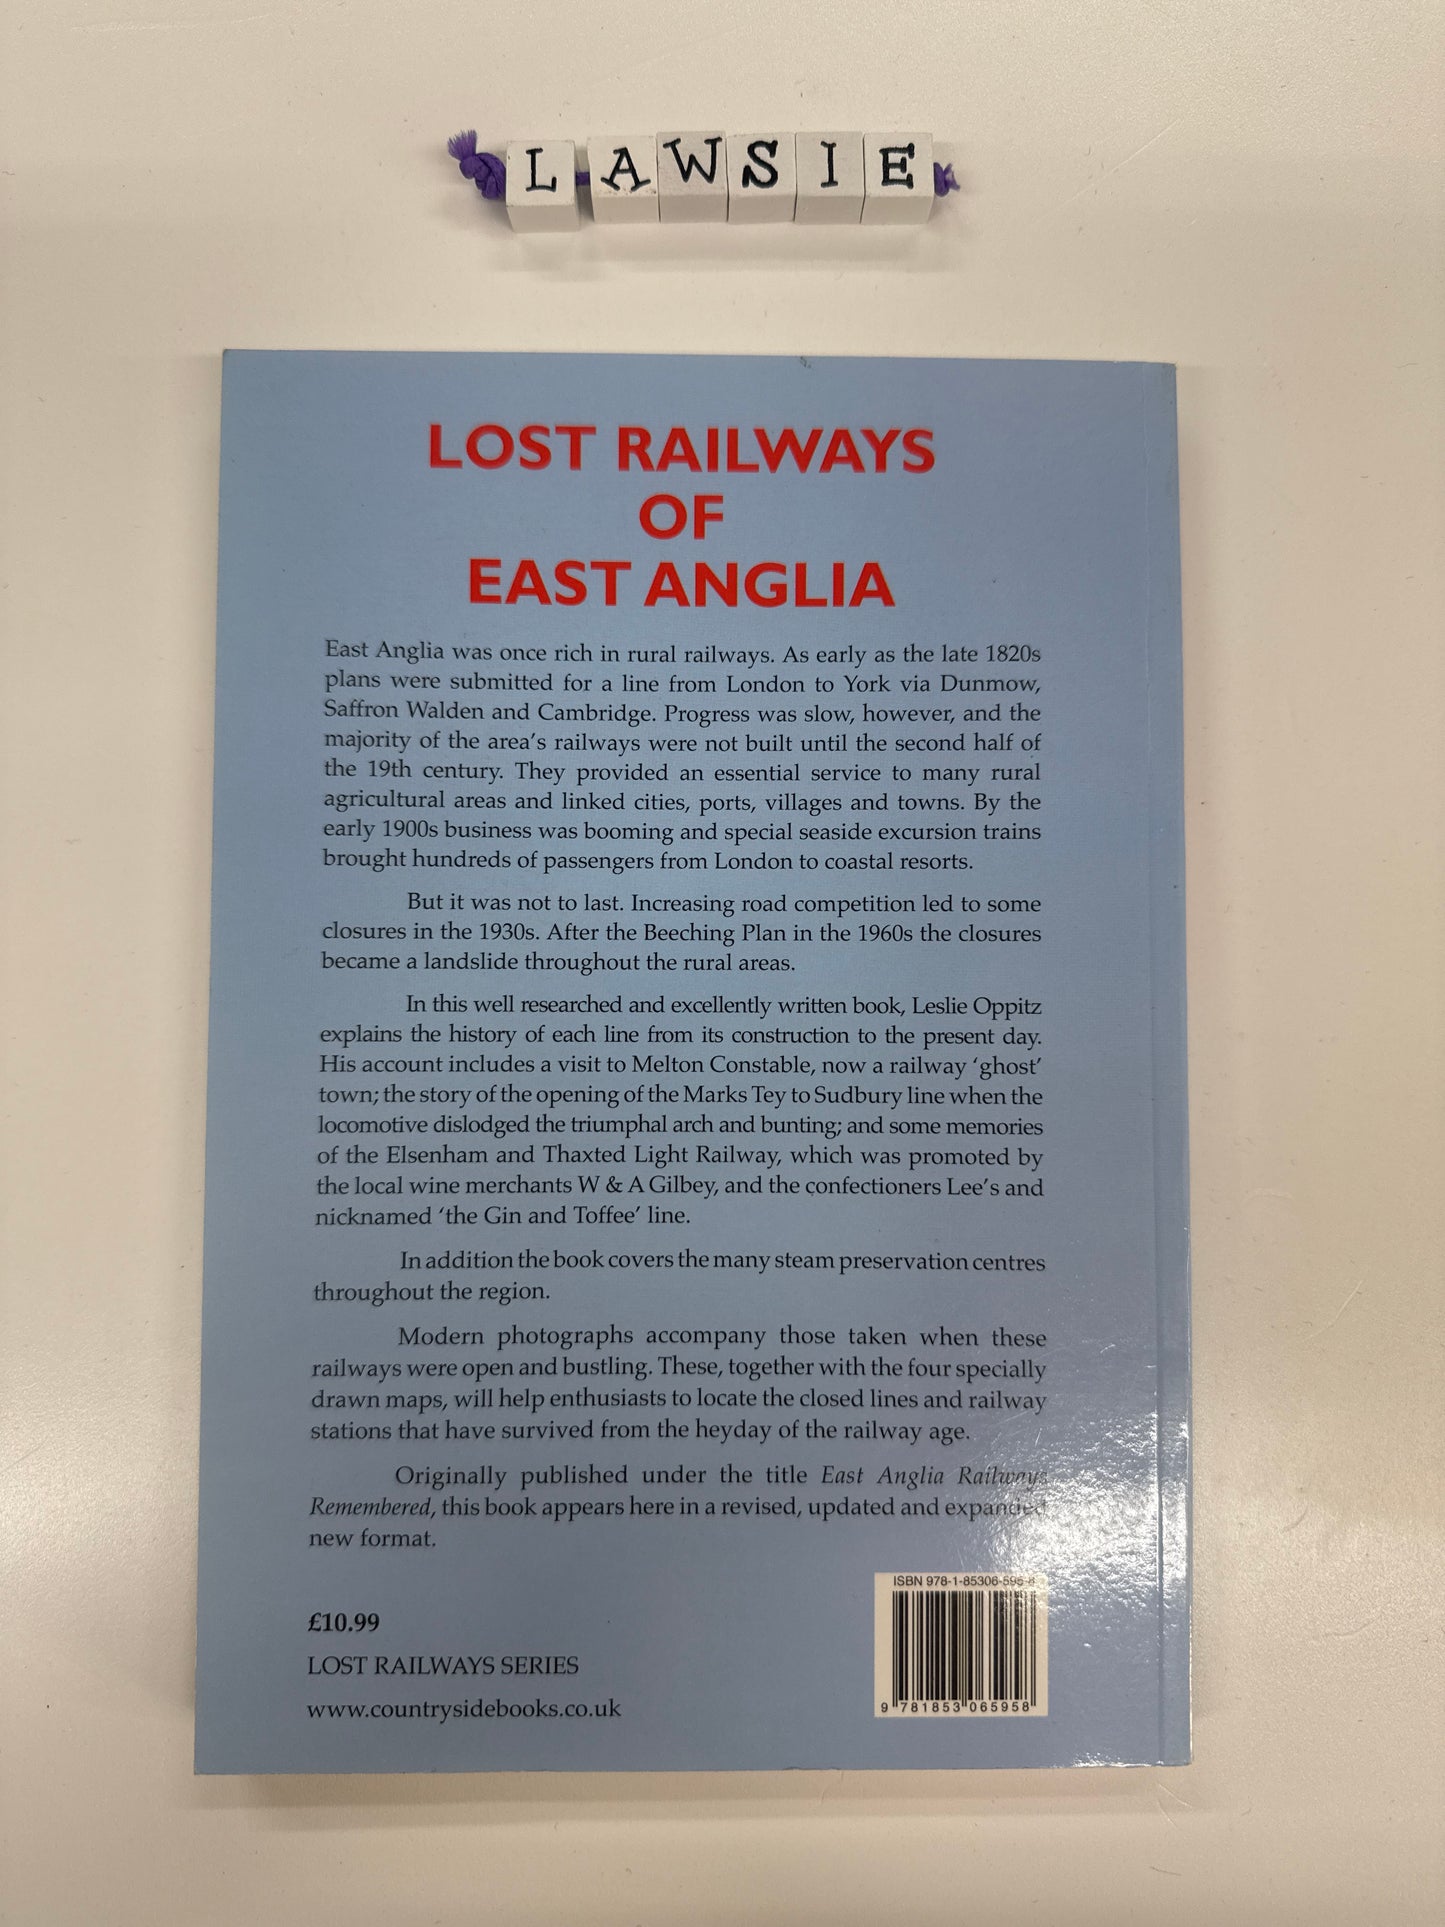 LAWSIE
LOST RAILWAYS
OF
EAST ANGLIA
East Anglia was once rich in rural railways. As early as the late 1820s
plans were submitted for a line from London to York via Dunmow,
Saffron Walden and Cambridge. Progress was slow, however, and the
majority of the area's railways were not built until the second half of
the 19th century. They provided an essential service to many rural
agricultural areas and linked cities, ports, villages and towns. By the
early 1900s business was booming and special seaside excursion trains
brought hundreds of passengers from London to coastal resorts.
But it was not to last. Increasing road competition led to some
closures in the 1930s. After the Beeching Plan in the 1960s the closures
became a landslide throughout the rural areas.
In this well researched and excellently written book, Leslie Oppitz
explains the history of each line from its construction to the present day.
His account includes a visit to Melton Constable, now a railway 'ghost'
town; the story of the opening of the Marks Tey to Sudbury line when the
locomotive dislodged the triumphal arch and bunting; and some memories
of the Elsenham and Thaxted Light Railway, which was promoted by
the local wine merchants W & A Gilbey, and the confectioners Lee's and
nicknamed 'the Gin and Toffee' line.
In addition the book covers the many steam preservation centres
throughout the region.
Modern photographs accompany those taken when these
railways were open and bustling. These, together with the four specially
drawn maps, will help enthusiasts to locate the closed lines and railway
stations that have survived from the heyday of the railway age.
Originally published under the title East Anglia Railways
Remembered, this book appears here in a revised, updated and expanded
new format.
ISBN 978-1-85306-595-8
£10.99
LOST RAILWAYS SERIES
www.countrysidebooks.co.uk
9 781853 065958